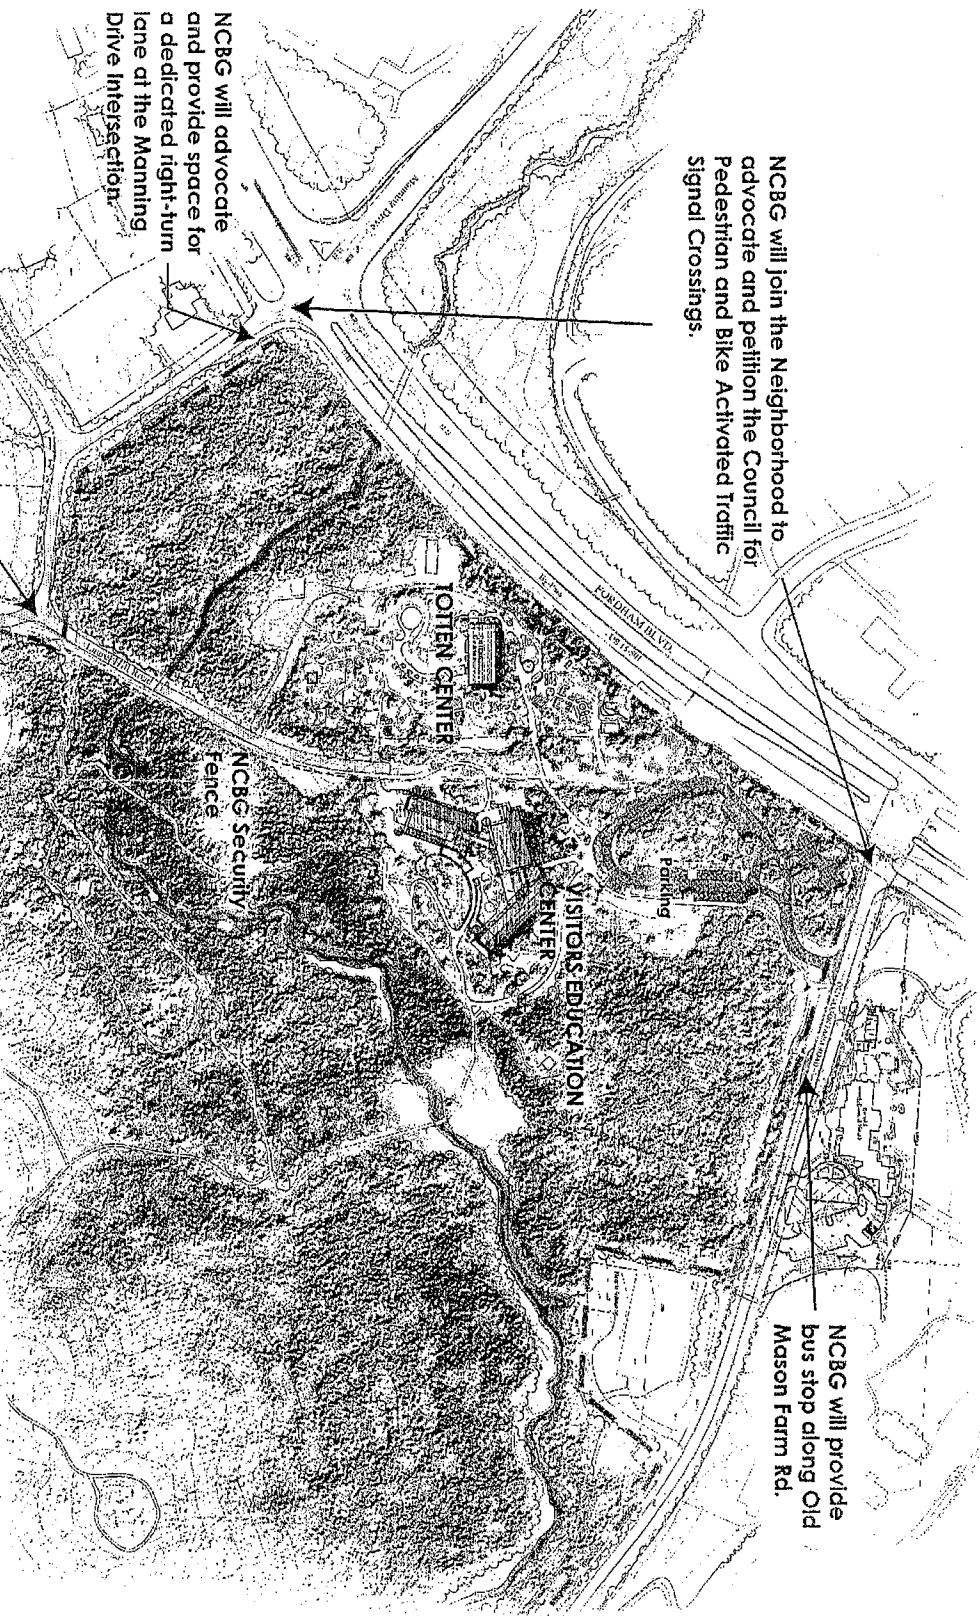 NCBG will advocate
and provide space for
a dedicated right-turn
lane at the Manning
Drive Intersection.
NCBG will join the Neighborhood to
advocate and petition the Council for
Pedestrian and Bike Activated Traffic
Signal Crossings.
NCBG will provide
bus stop along Old
Mason Farm Rd.
Manning Drive
FORDHAM BLVD.
TOTTEN CENTER
VISITORS EDUCATION
CENTER
Parking
NCBG Security
Fence